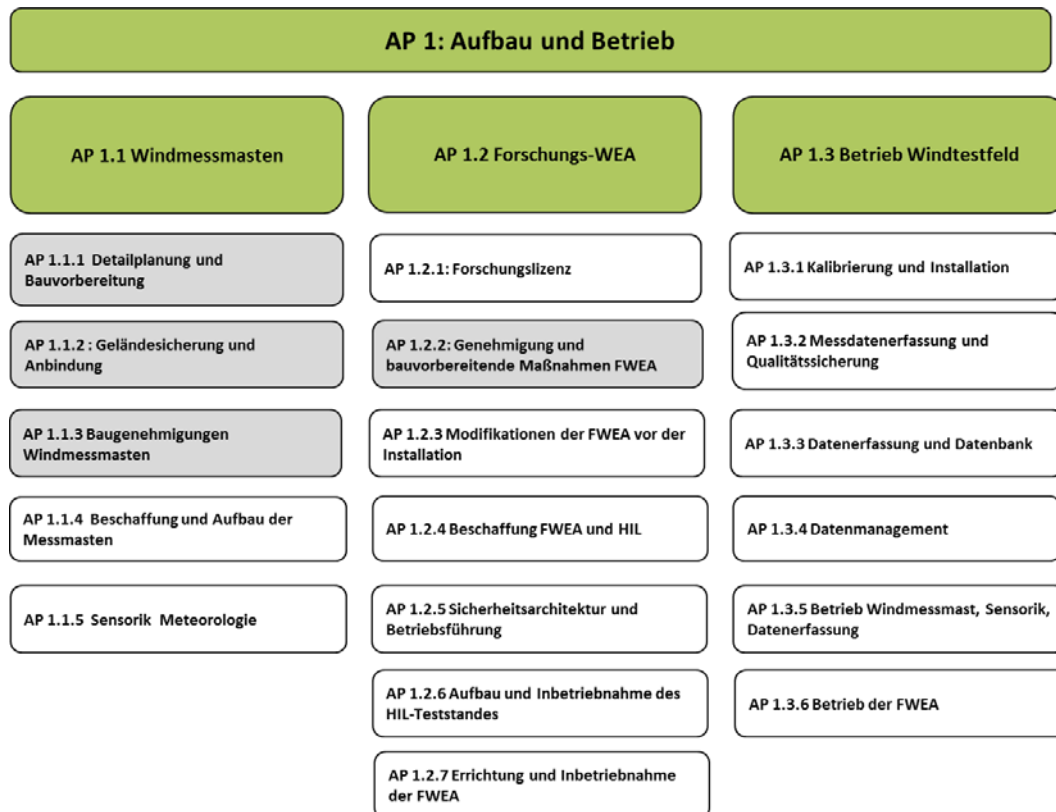 AP 1: Aufbau und Betrieb
AP 1.1 Windmessmasten
AP 1.1.1 Detailplanung und
Bauvorbereitung
AP 1.1.2 : Geländesicherung und
Anbindung
AP 1.1.3 Baugenehmigungen
Windmessmasten
AP 1.1.4 Beschaffung und Aufbau der
Messmasten
AP 1.1.5 Sensorik Meteorologie
AP 1.2 Forschungs-WEA
AP 1.2.1: Forschungslizenz
AP 1.2.2: Genehmigung und
bauvorbereitende Maßnahmen FWEA
AP 1.2.3 Modifikationen der FWEA vor der
Installation
AP 1.2.4 Beschaffung FWEA und HIL
AP 1.2.5 Sicherheitsarchitektur und
Betriebsführung
AP 1.2.6 Aufbau und Inbetriebnahme des
HIL-Teststandes
AP 1.2.7 Errichtung und Inbetriebnahme
der FWEA
AP 1.3 Betrieb Windtestfeld
AP 1.3.1 Kalibrierung und Installation
AP 1.3.2 Messdatenerfassung und
Qualitätssicherung
AP 1.3.3 Datenerfassung und Datenbank
AP 1.3.4 Datenmanagement
AP 1.3.5 Betrieb Windmessmast, Sensorik,
Datenerfassung
AP 1.3.6 Betrieb der FWEA